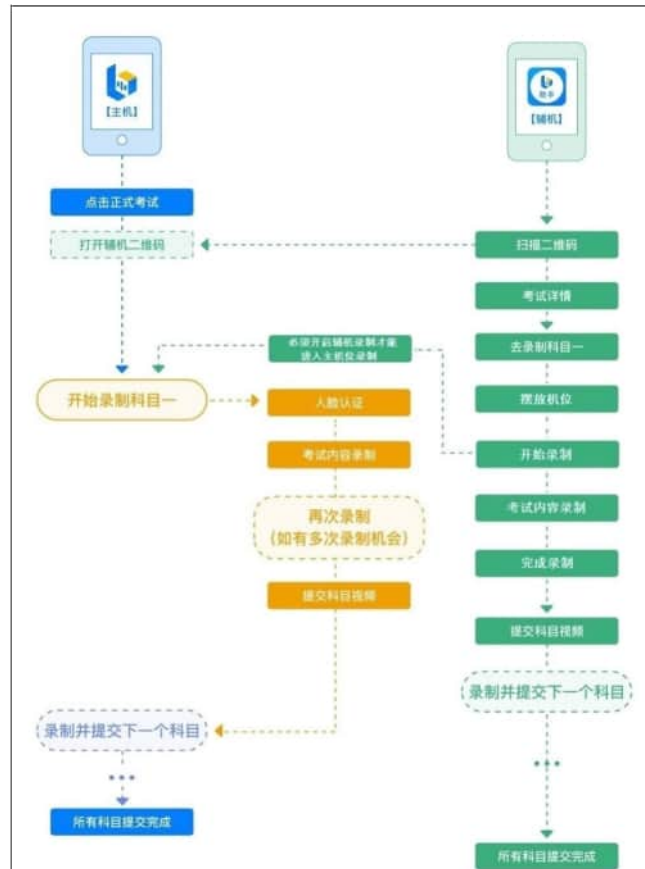 【主机】
助手
【辅机】
点击正式考试
打开辅机二维码
扫描二维码
考试详情
必须开启辅机录制才能
进入主机位录制
去录制科目一
开始录制科目一
人脸认证
摆放机位
考试内容录制
开始录制
再次录制
(如有多次录制机会)
考试内容录制
完成录制
提交科目视频
提交科目视频
录制并提交下一个科目
录制并提交下一个科目
所有科目提交完成
所有科目提交完成